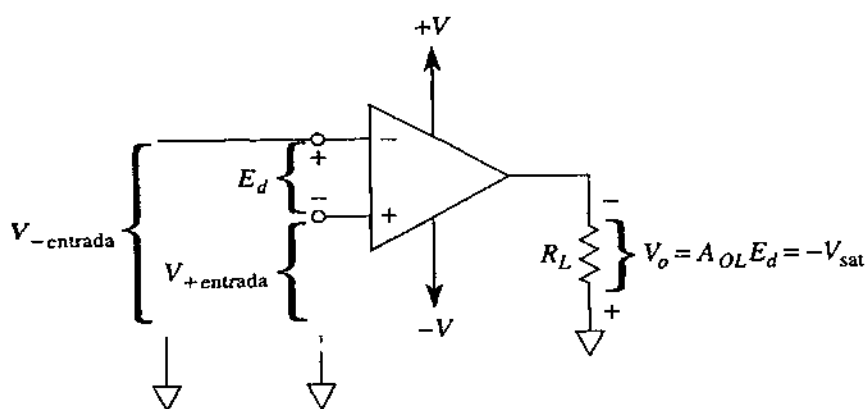 +V
−
+
E_d
−
+
V_−entrada
V_+entrada
−V
R_L
−
V_o = A_OL E_d = −V_sat
+